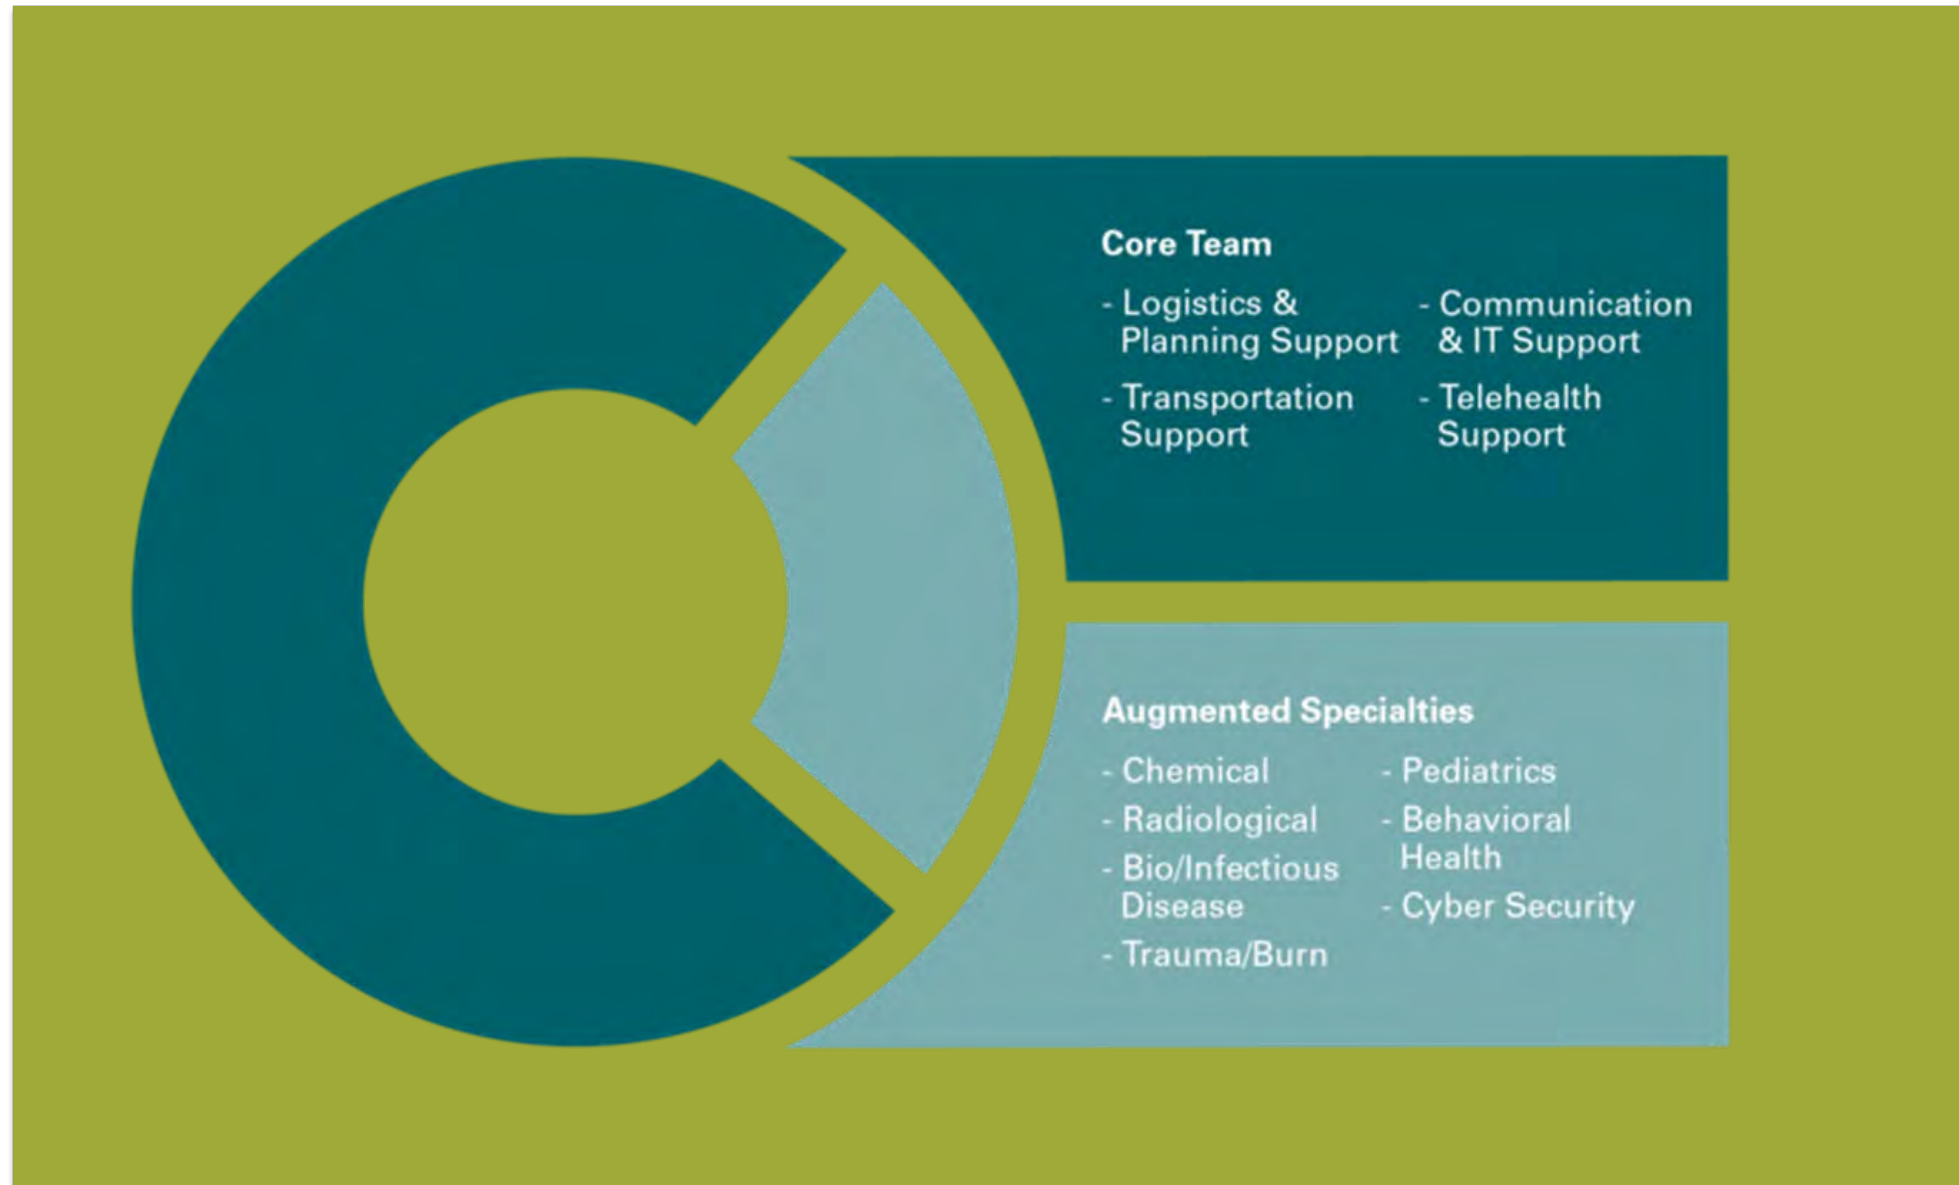 Core Team
- Logistics &
Planning Support
- Transportation
Support
- Communication
& IT Support
- Telehealth
Support
Augmented Specialties
- Chemical
- Radiological
- Bio/Infectious
Disease
- Trauma/Burn
- Pediatrics
- Behavioral
Health
- Cyber Security